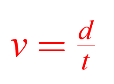 v = d/t